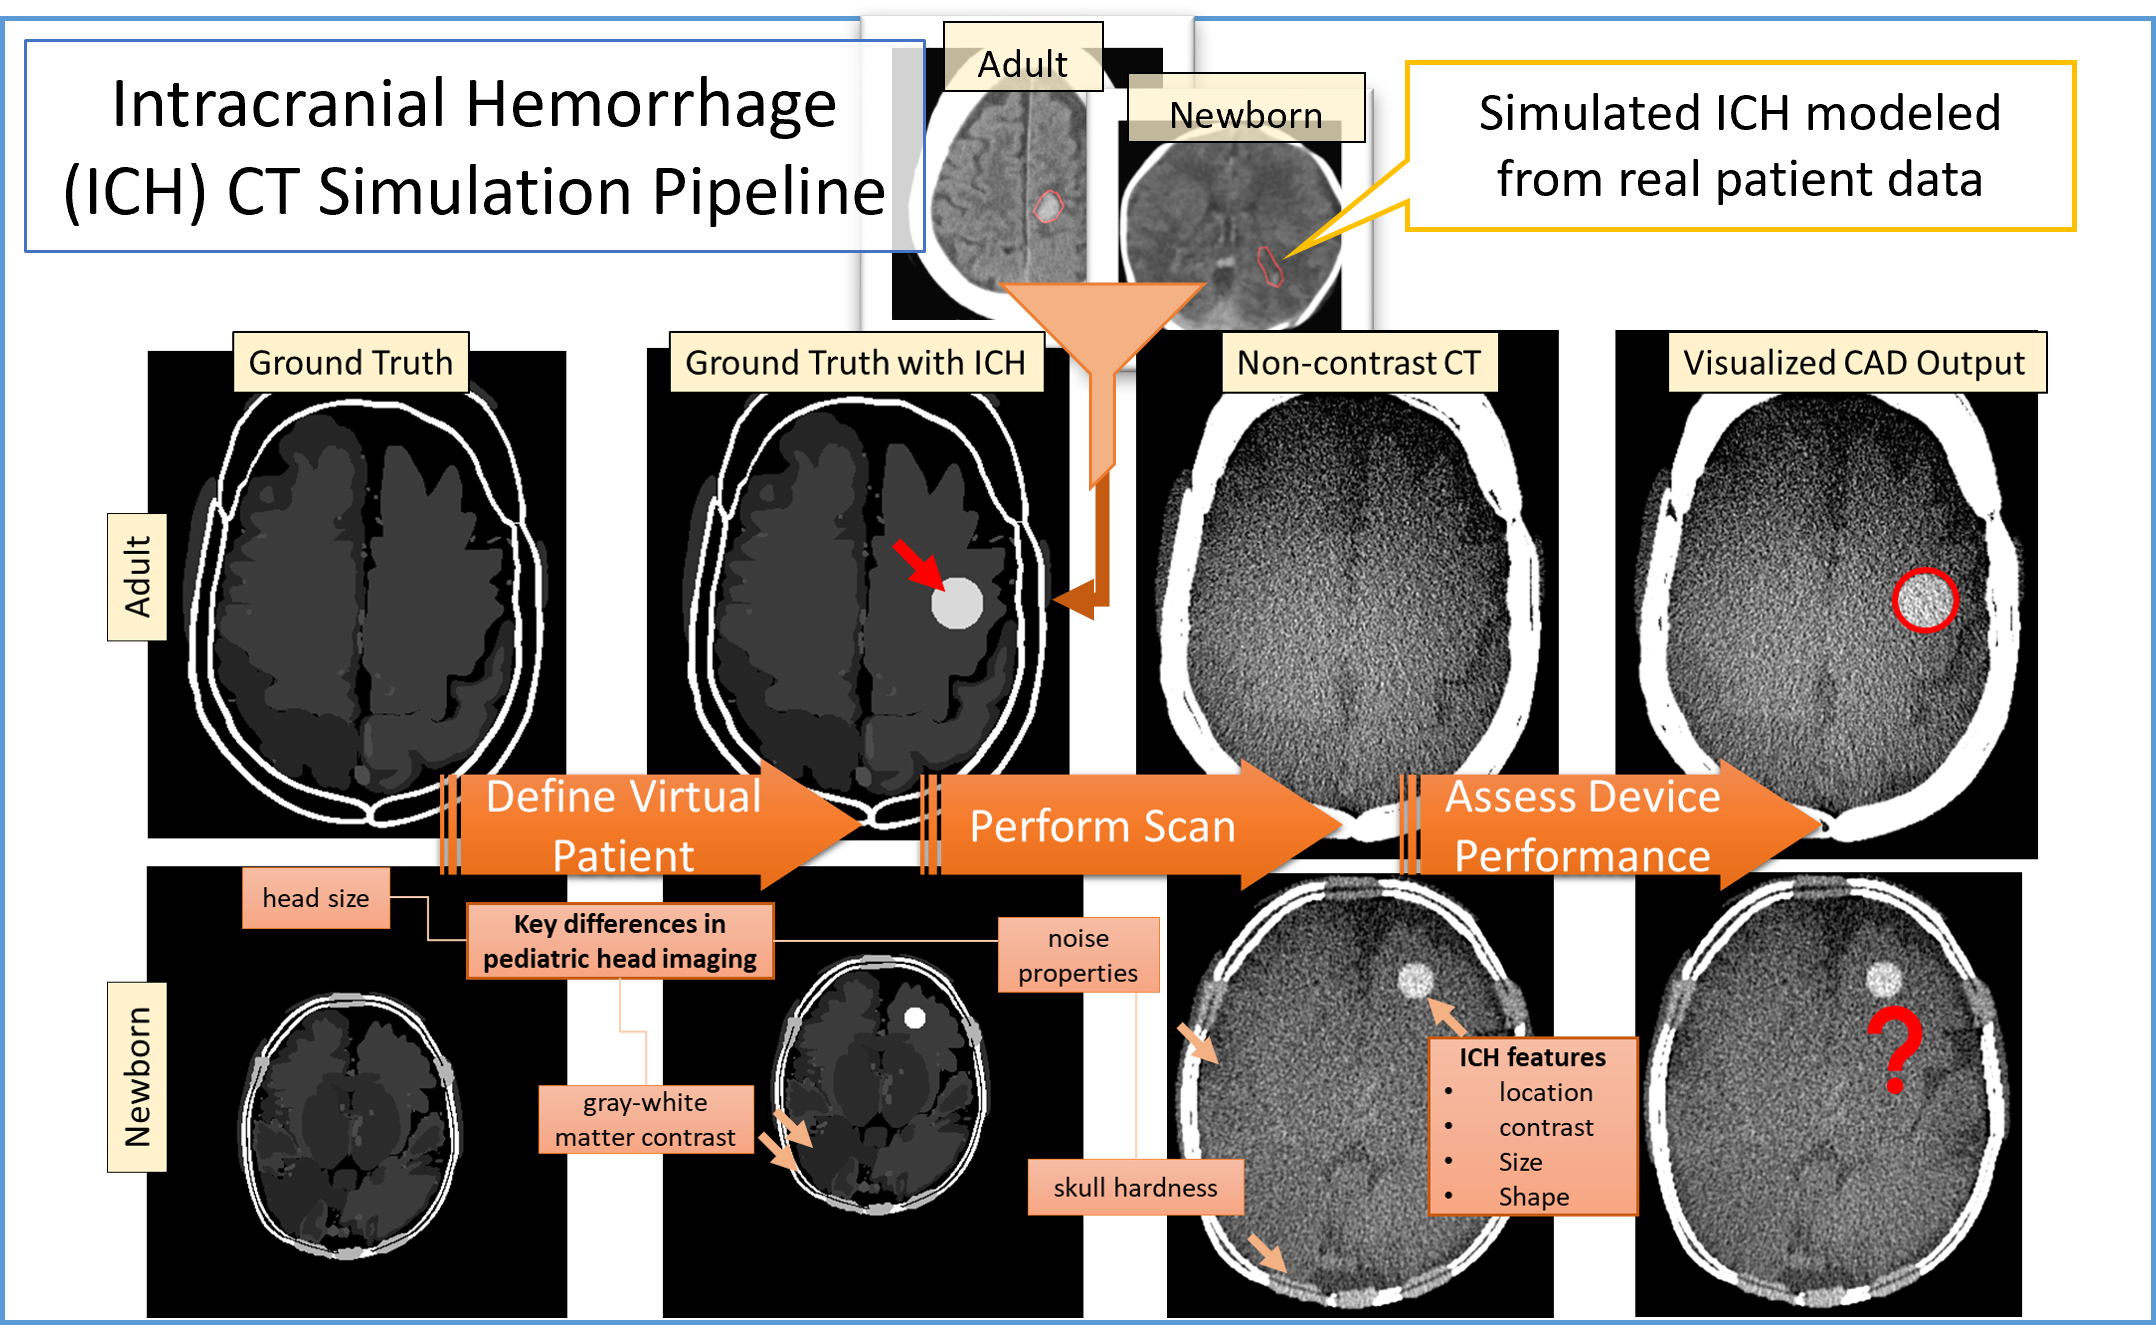 Intracranial Hemorrhage
(ICH) CT Simulation Pipeline
Adult
Newborn
Simulated ICH modeled
from real patient data
Ground Truth
Ground Truth with ICH
Non-contrast CT
Visualized CAD Output
Adult
Define Virtual
Patient
Perform Scan
Assess Device
Performance
head size
Key differences in
pediatric head imaging
noise
properties
Newborn
gray-white
matter contrast
skull hardness
ICH features
• location
• contrast
• Size
• Shape
?